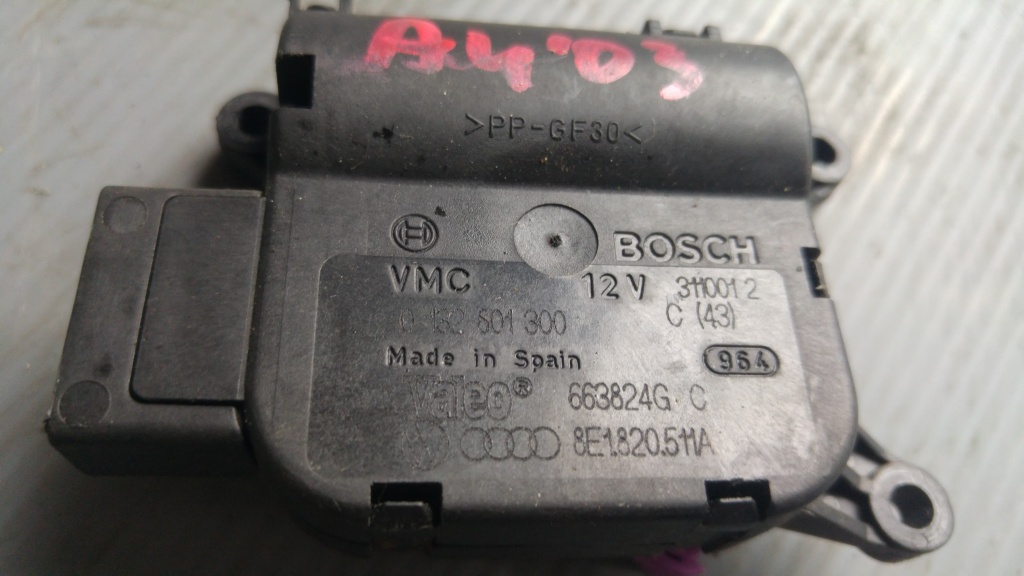 A4'03
>PP-GF30<
BOSCH
VMC 12V 3110012
0 132 801 300 C (43)
Made in Spain 964
Valeo® 663824G C
8E1.820.511A